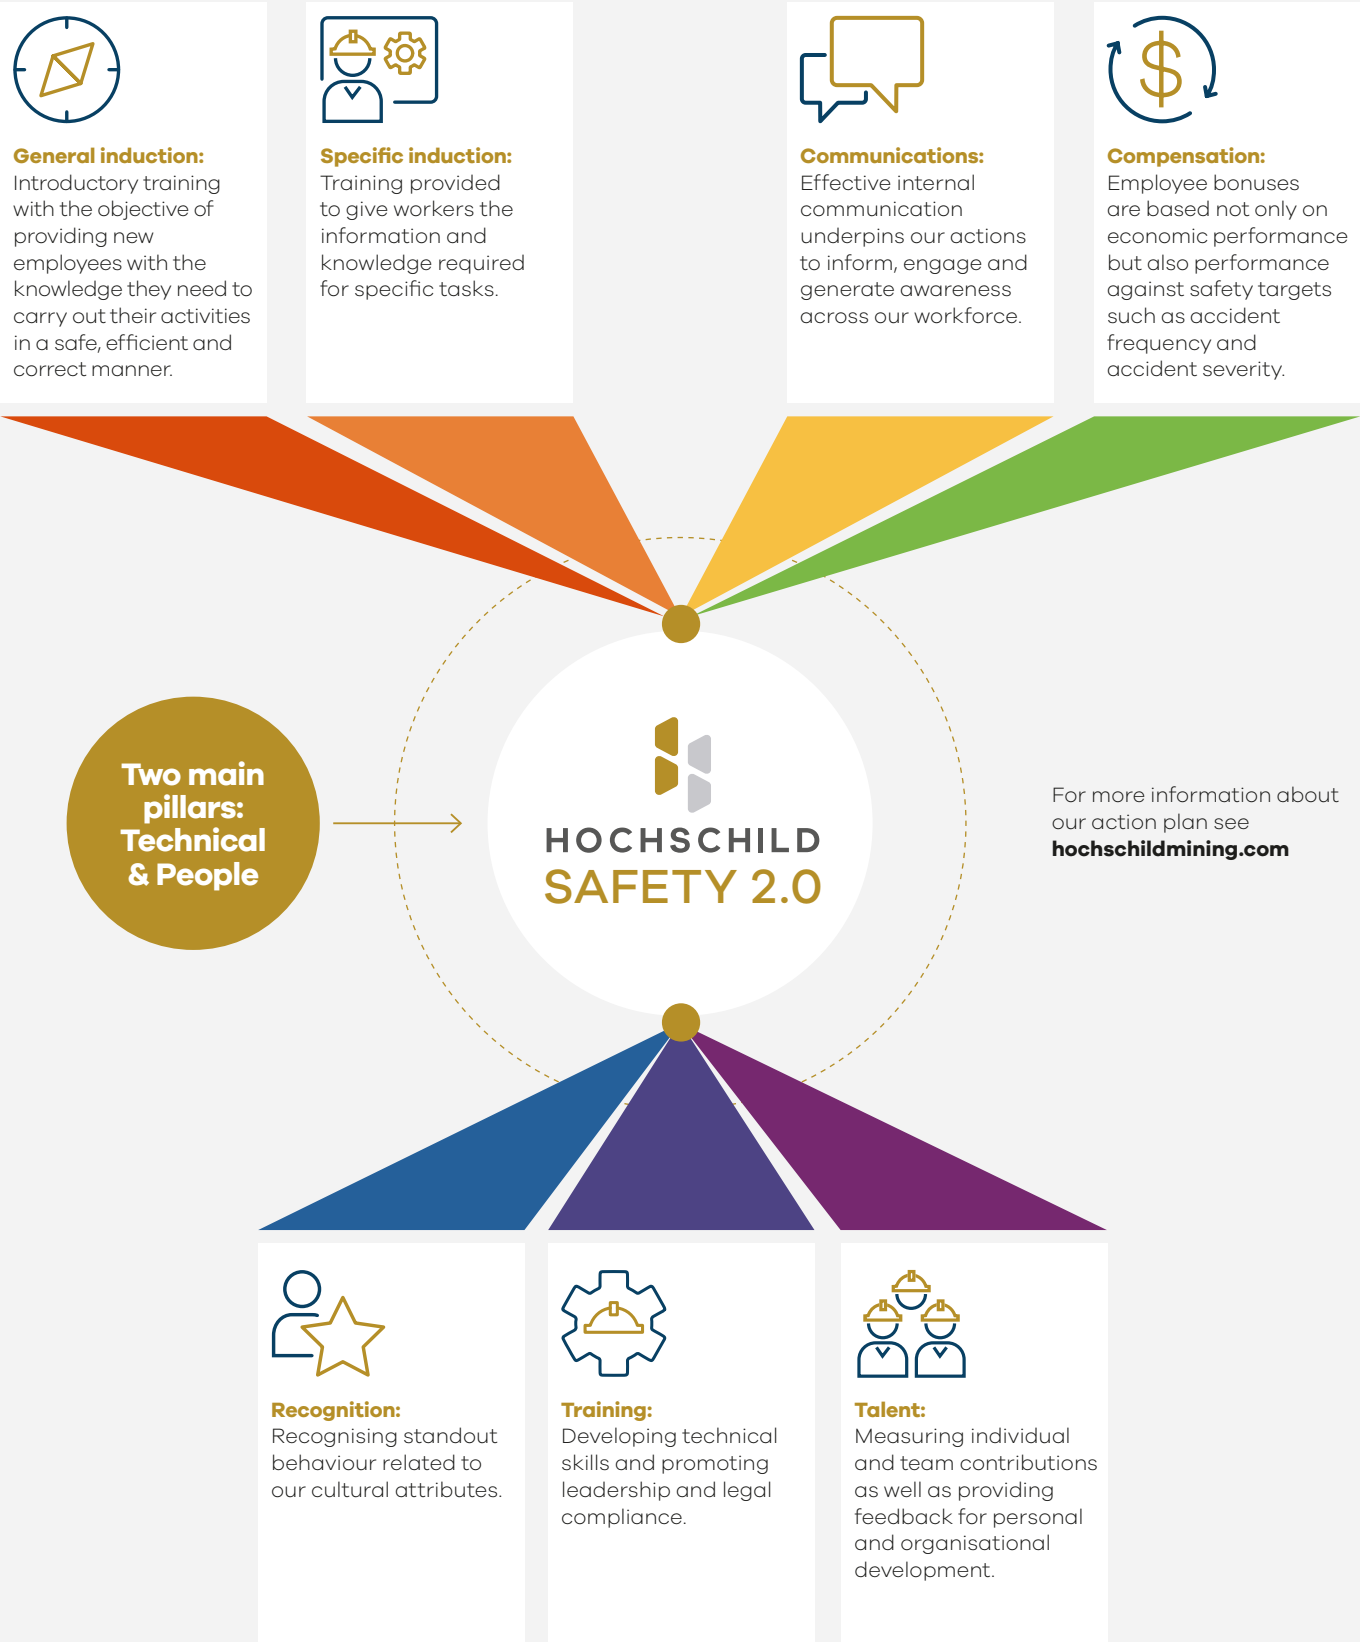 General induction:
Introductory training
with the objective of
providing new
employees with the
knowledge they need to
carry out their activities
in a safe, efficient and
correct manner.
Specific induction:
Training provided
to give workers the
information and
knowledge required
for specific tasks.
Communications:
Effective internal
communication
underpins our actions
to inform, engage and
generate awareness
across our workforce.
Compensation:
Employee bonuses
are based not only on
economic performance
but also performance
against safety targets
such as accident
frequency and
accident severity.
Two main
pillars:
Technical
& People
HOCHSCHILD
SAFETY 2.0
For more information about
our action plan see
hochschildmining.com
Recognition:
Recognising standout
behaviour related to
our cultural attributes.
Training:
Developing technical
skills and promoting
leadership and legal
compliance.
Talent:
Measuring individual
and team contributions
as well as providing
feedback for personal
and organisational
development.